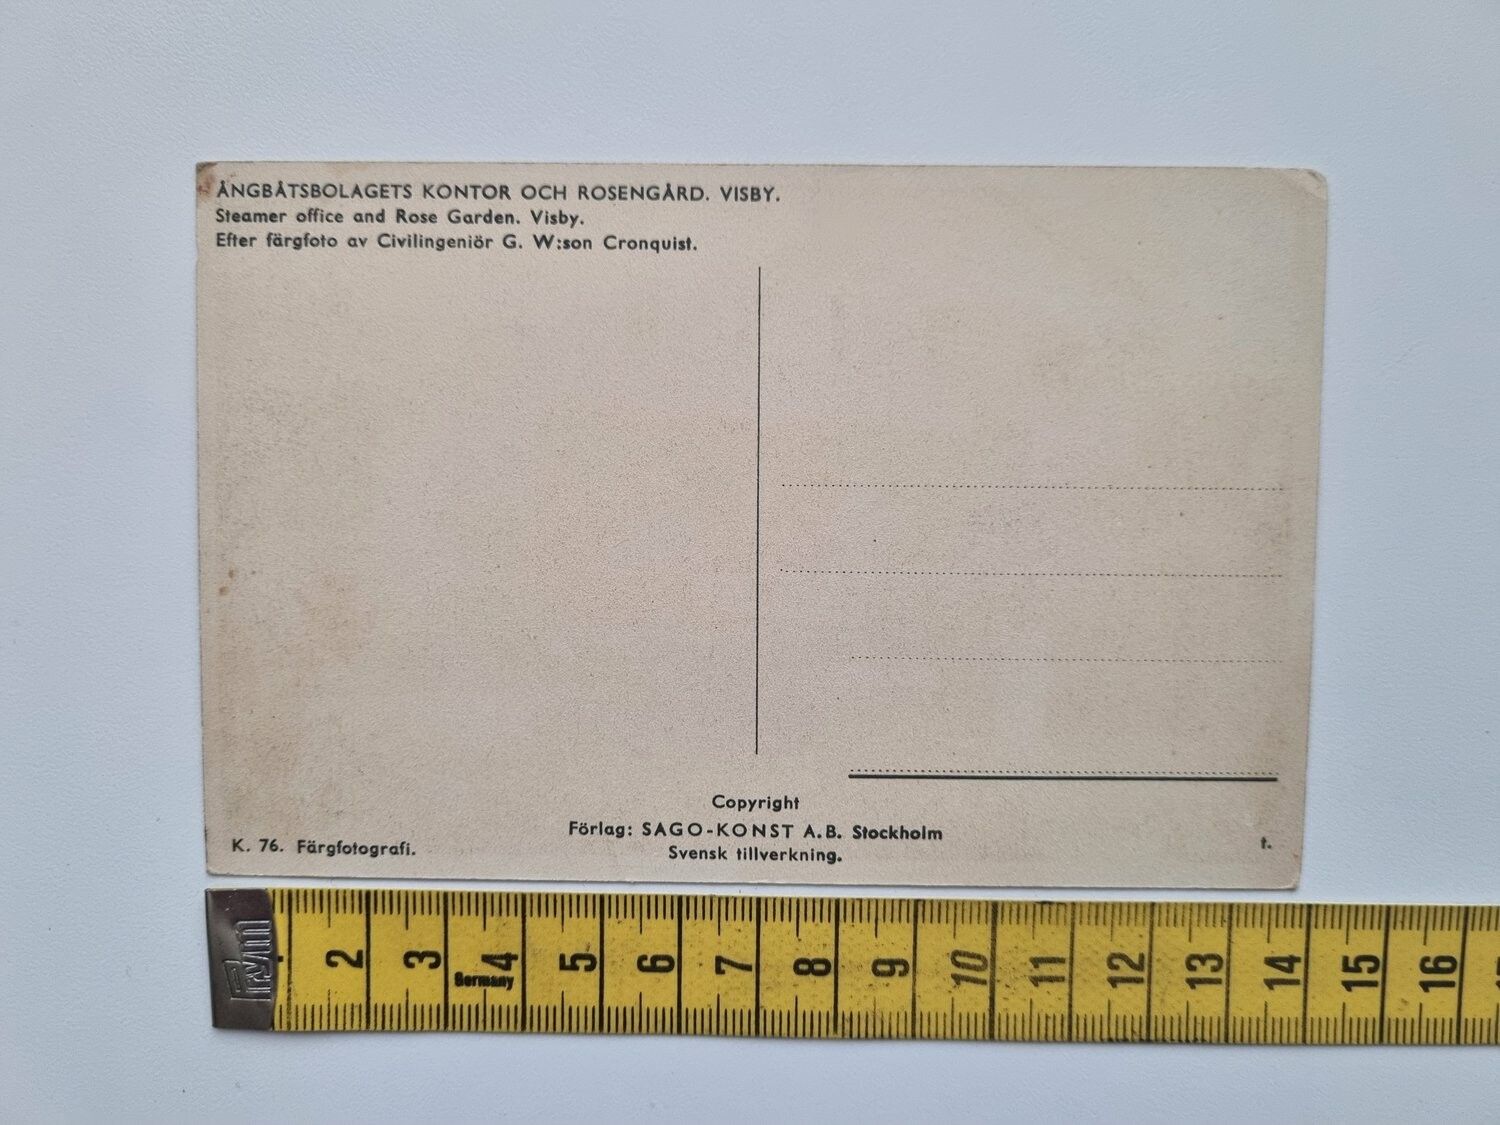 ÅNGBÅTSBOLAGETS KONTOR OCH ROSENGÅRD. VISBY.
Steamer office and Rose Garden. Visby.
Efter färgfoto av Civilingeniör G. W:son Cronquist.
Copyright
Förlag: SAGO-KONST A.B. Stockholm
Svensk tillverkning.
K. 76. Färgfotografi.
t.
Prym
2 3 4 5 6 7 8 9 10 11 12 13 14 15 16
Germany